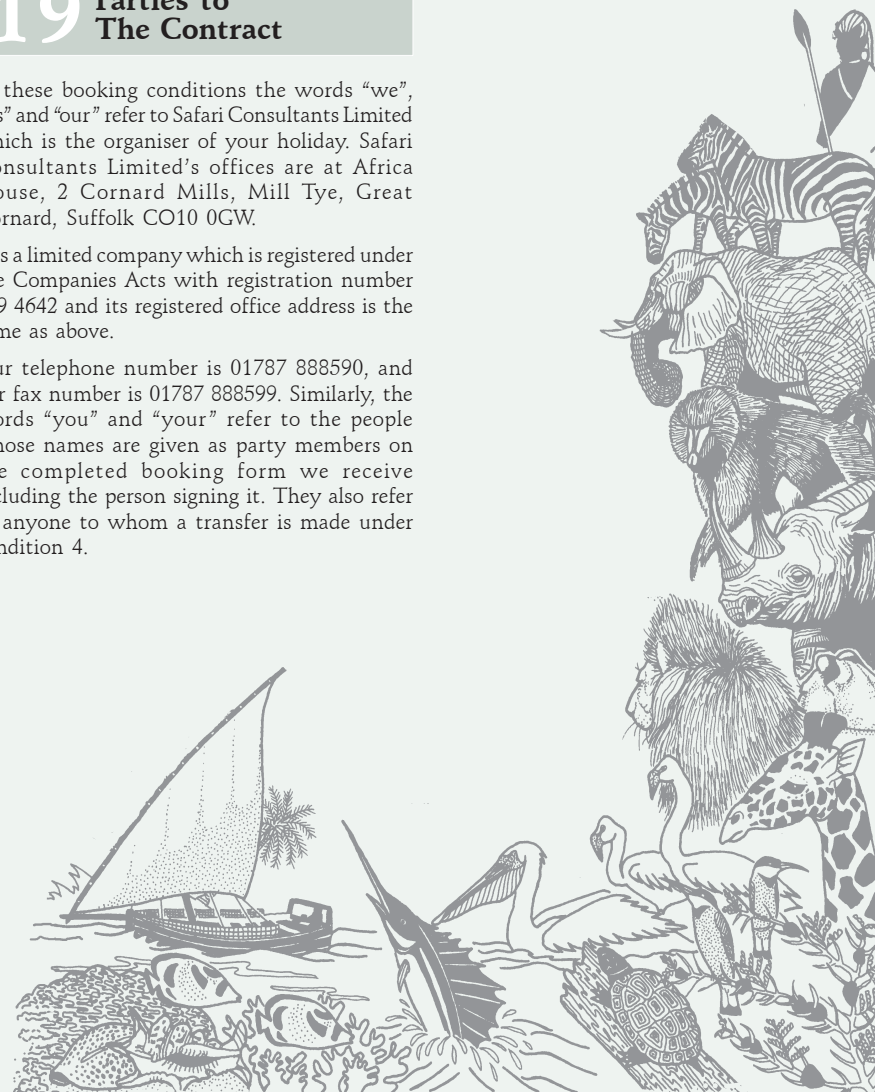 19 Parties to
The Contract
these booking conditions the words “we”,
s” and “our” refer to Safari Consultants Limited
hich is the organiser of your holiday. Safari
onsultants Limited’s offices are at Africa
ouse, 2 Cornard Mills, Mill Tye, Great
ornard, Suffolk CO10 0GW.
s a limited company which is registered under
e Companies Acts with registration number
9 4642 and its registered office address is the
me as above.
ur telephone number is 01787 888590, and
r fax number is 01787 888599. Similarly, the
ords “you” and “your” refer to the people
hose names are given as party members on
e completed booking form we receive
cluding the person signing it. They also refer
anyone to whom a transfer is made under
ndition 4.